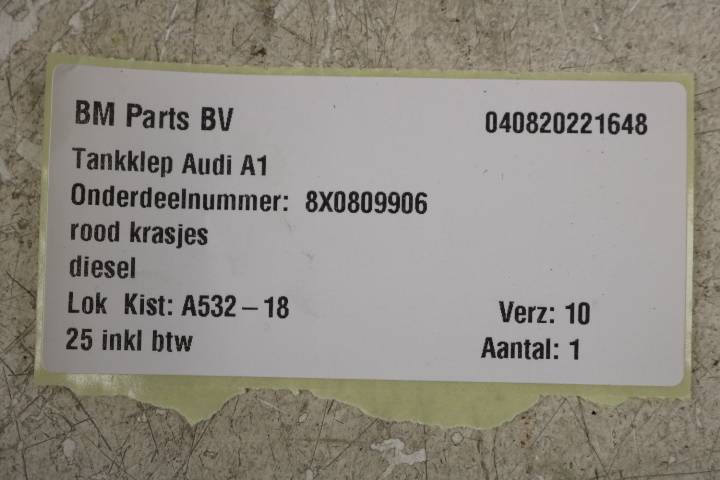 BM Parts BV 040820221648
Tankklep Audi A1
Onderdeelnummer: 8X0809906
rood krasjes
diesel
Lok Kist: A532-18 Verz: 10
25 inkl btw Aantal: 1